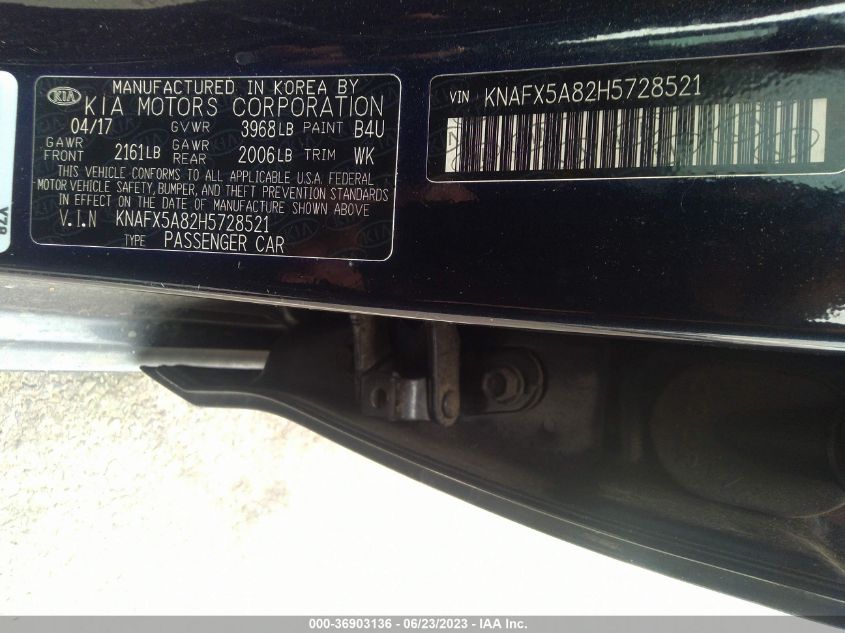 MANUFACTURED IN KOREA BY
KIA KIA MOTORS CORPORATION
04/17 GVWR 3968LB PAINT B4U
GAWR FRONT 2161LB GAWR REAR 2006LB TRIM WK
THIS VEHICLE CONFORMS TO ALL APPLICABLE U.S.A. FEDERAL
MOTOR VEHICLE SAFETY, BUMPER, AND THEFT PREVENTION STANDARDS
IN EFFECT ON THE DATE OF MANUFACTURE SHOWN ABOVE
V.I.N KNAFX5A82H5728521
TYPE PASSENGER CAR
VIN KNAFX5A82H5728521
000-36903136 - 06/23/2023 - IAA Inc.